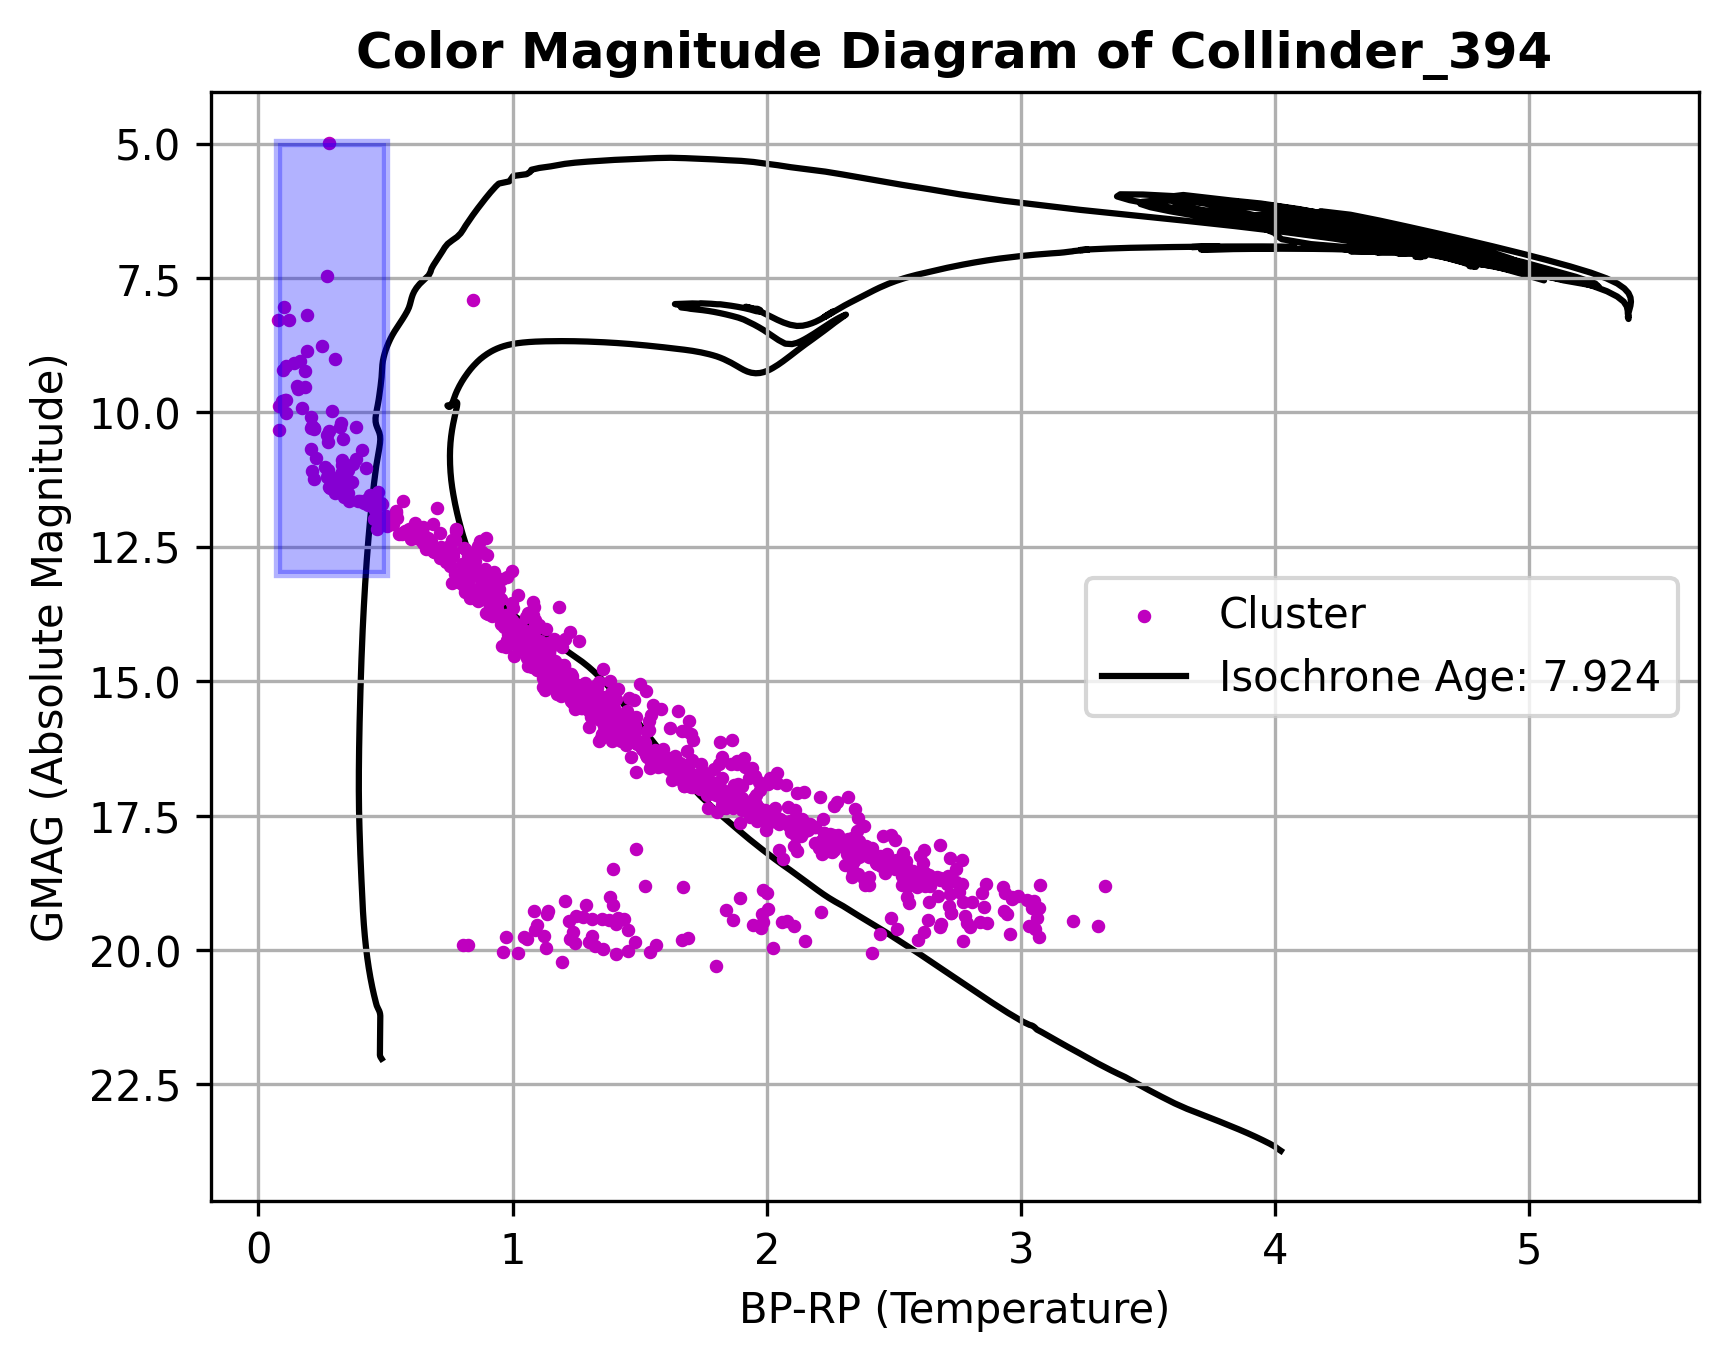 Color Magnitude Diagram of Collinder_394
5.0
7.5
10.0
12.5
15.0
17.5
20.0
22.5
GMAG (Absolute Magnitude)
Cluster
Isochrone Age: 7.924
0 1 2 3 4 5
BP-RP (Temperature)